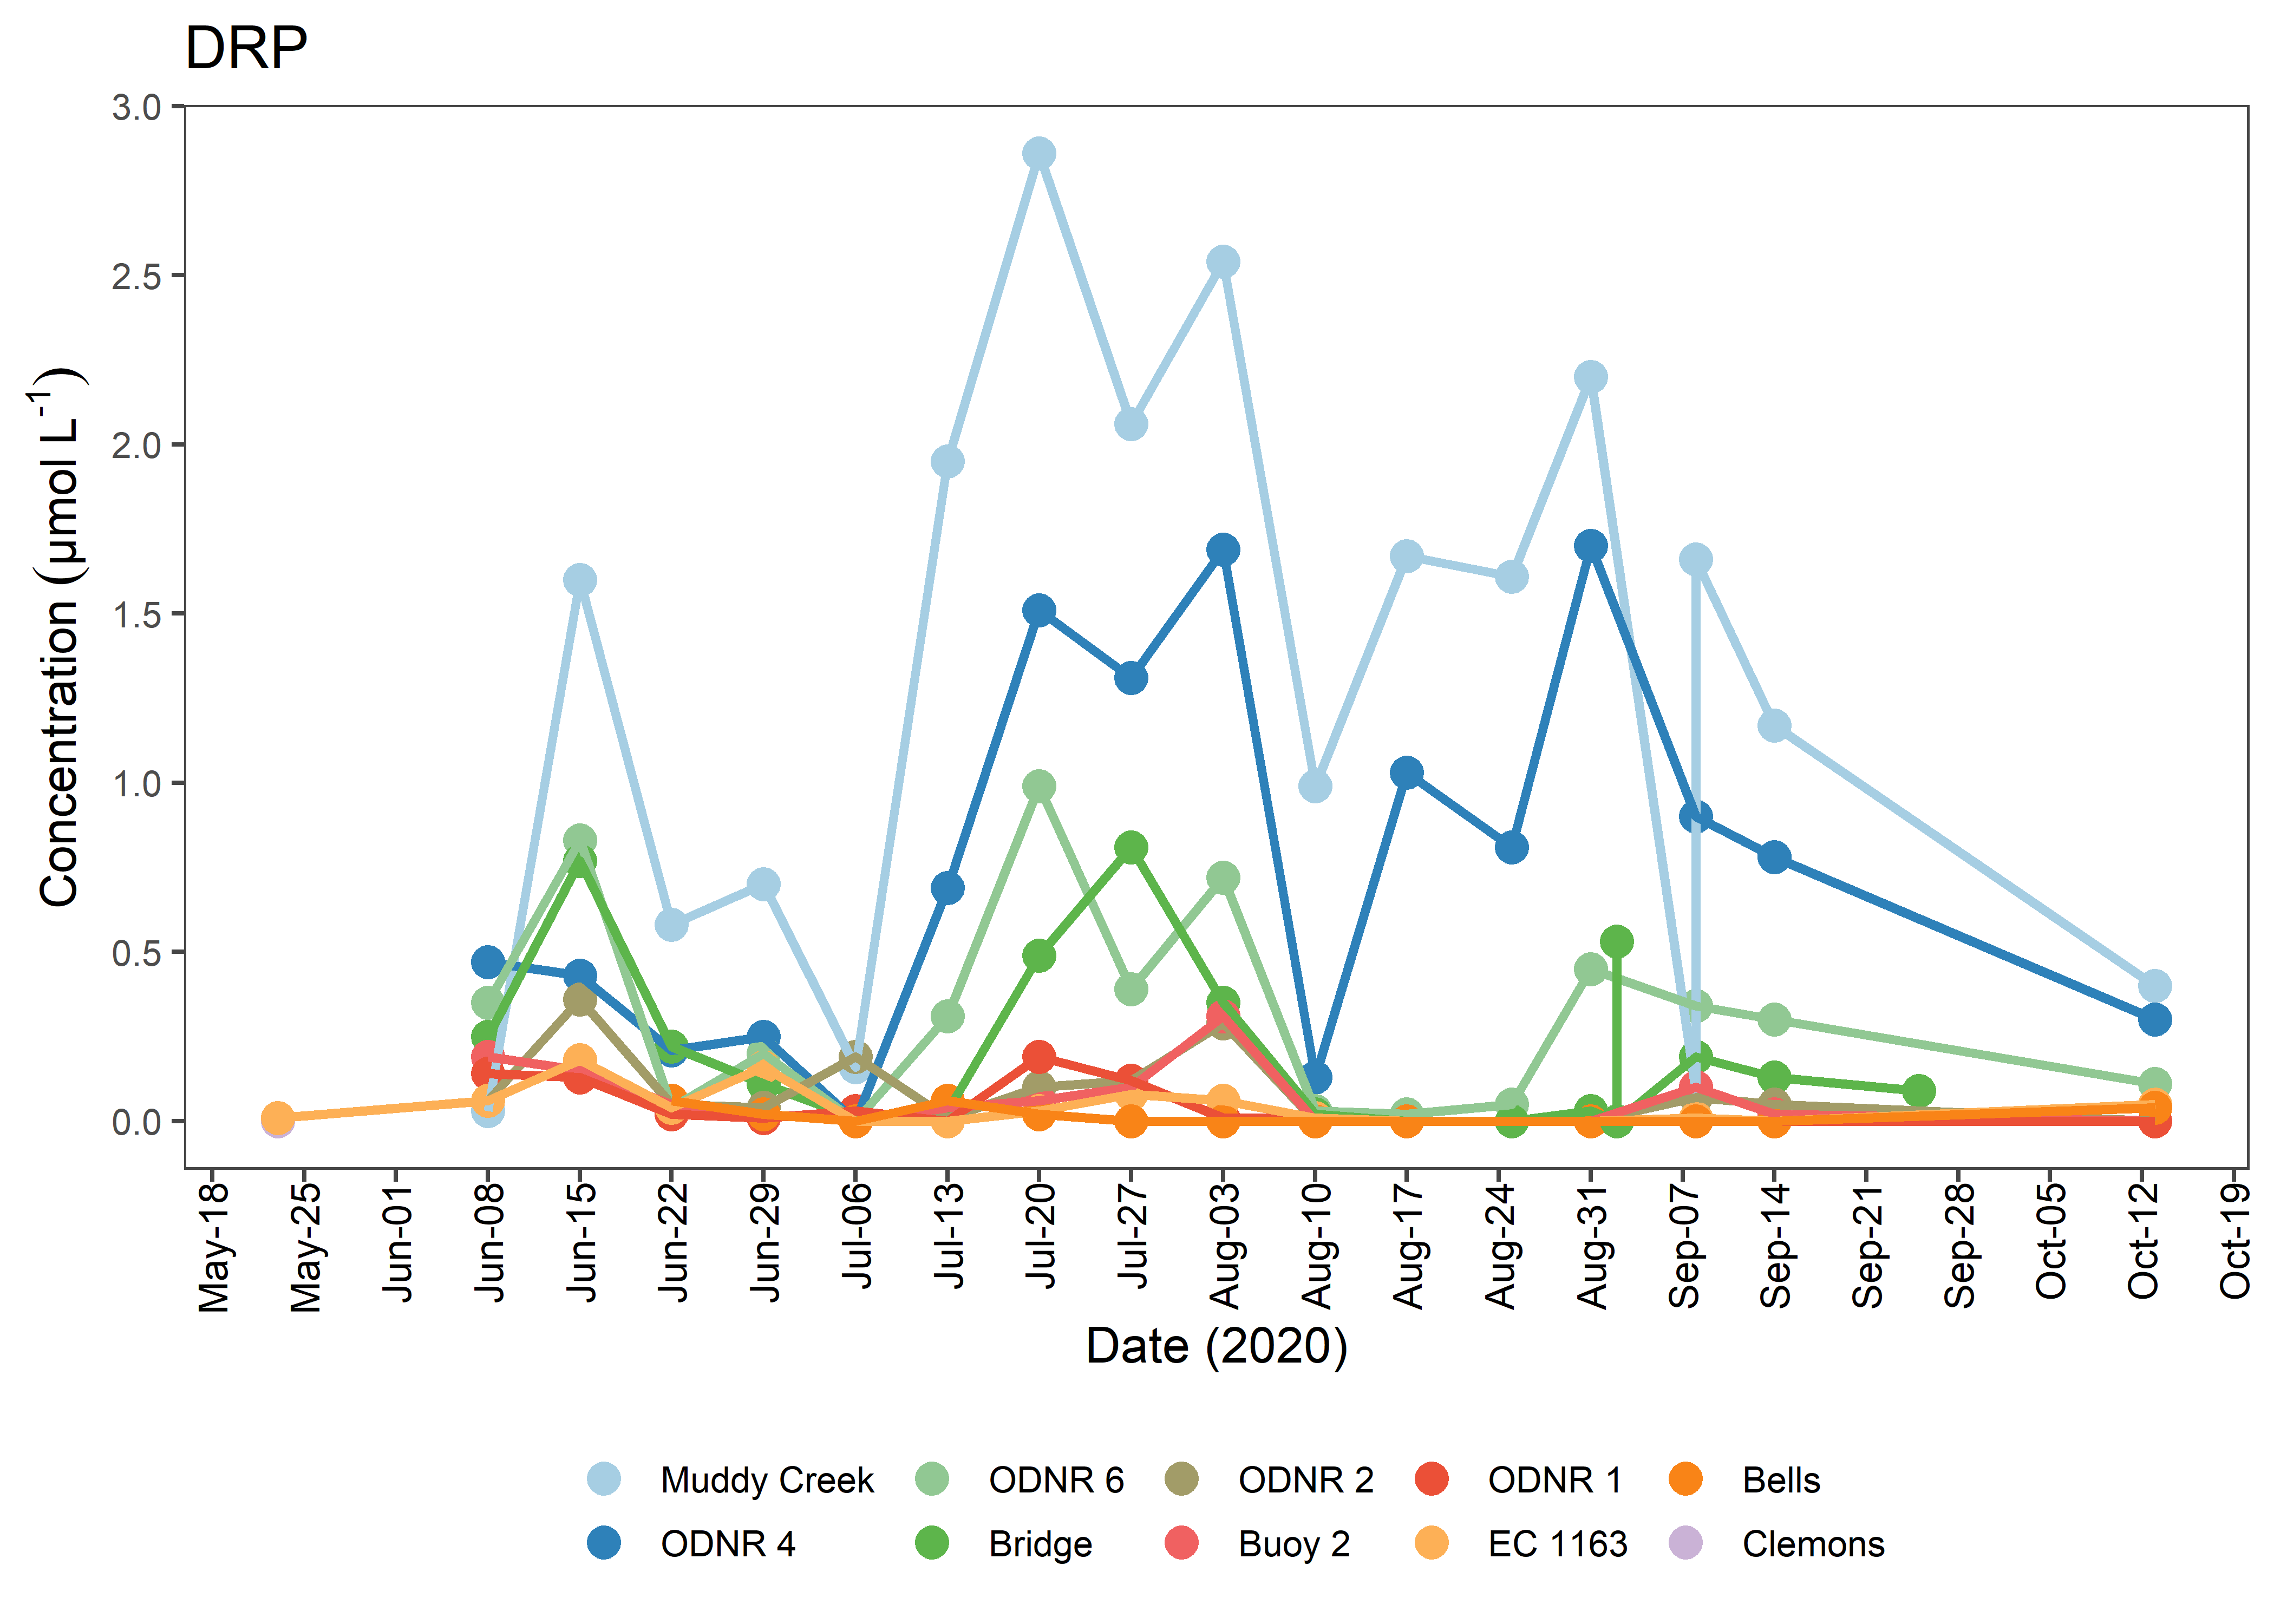 DRP
3.0
2.5
2.0
1.5
1.0
0.5
0.0
Concentration (µmol L⁻¹)
May-18
May-25
Jun-01
Jun-08
Jun-15
Jun-22
Jun-29
Jul-06
Jul-13
Jul-20
Jul-27
Aug-03
Aug-10
Aug-17
Aug-24
Aug-31
Sep-07
Sep-14
Sep-21
Sep-28
Oct-05
Oct-12
Oct-19
Date (2020)
Muddy Creek ODNR 6 ODNR 2 ODNR 1 Bells
ODNR 4 Bridge Buoy 2 EC 1163 Clemons